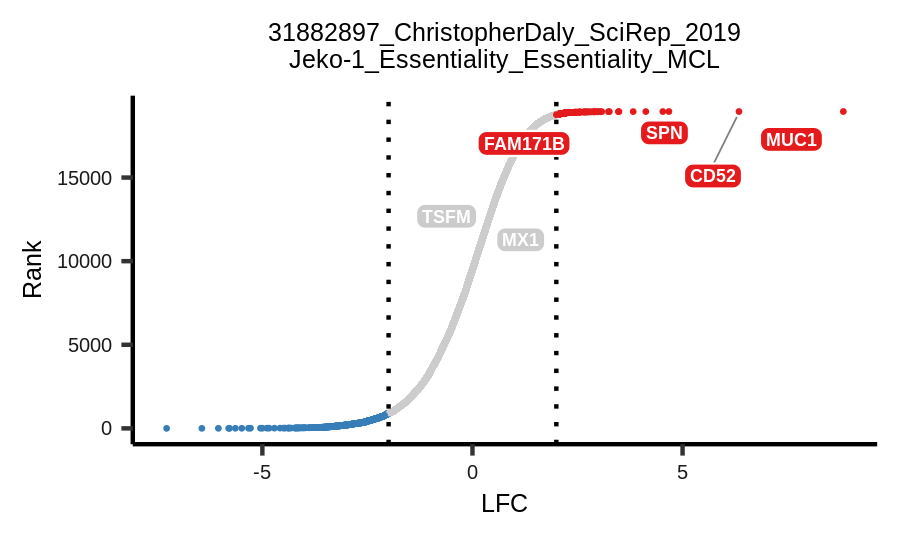 31882897_ChristopherDaly_SciRep_2019
Jeko-1_Essentiality_Essentiality_MCL
SPN
MUC1
FAM171B
CD52
TSFM
MX1
Rank
15000
10000
5000
0
-5
0
5
LFC